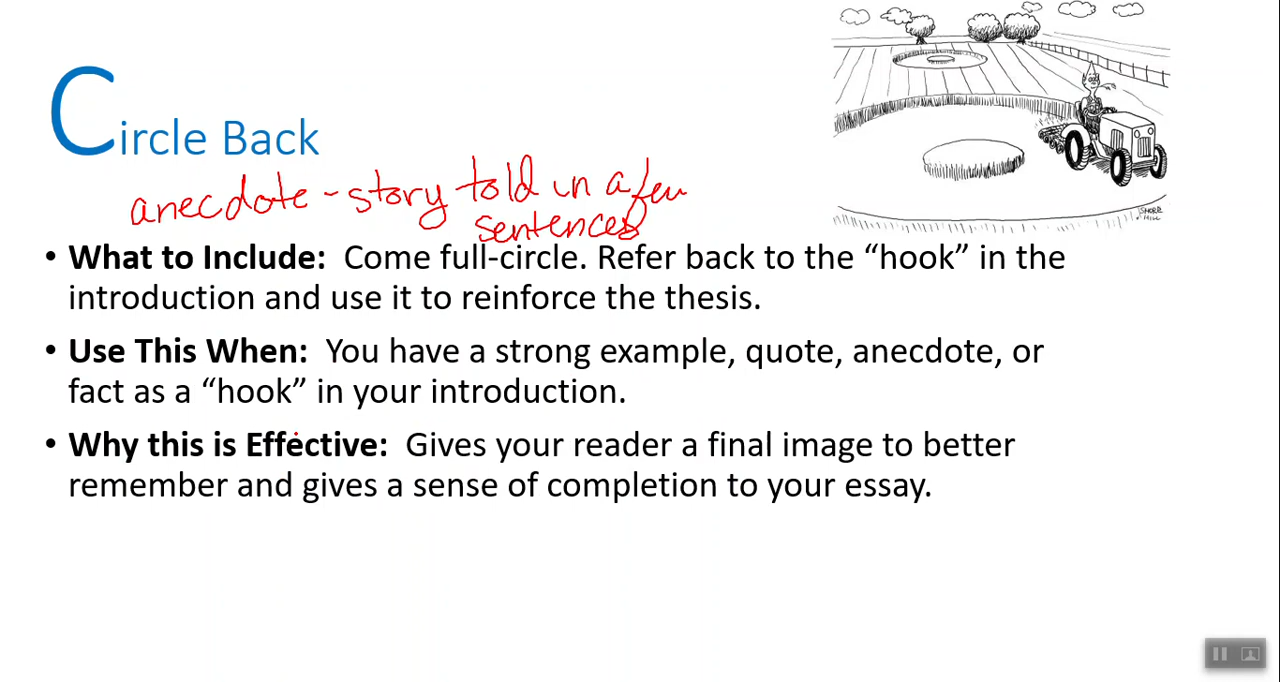 Circle Back
anecdote - story told in a few
sentences
• What to Include: Come full-circle. Refer back to the “hook” in the
introduction and use it to reinforce the thesis.
• Use This When: You have a strong example, quote, anecdote, or
fact as a “hook” in your introduction.
• Why this is Effective: Gives your reader a final image to better
remember and gives a sense of completion to your essay.